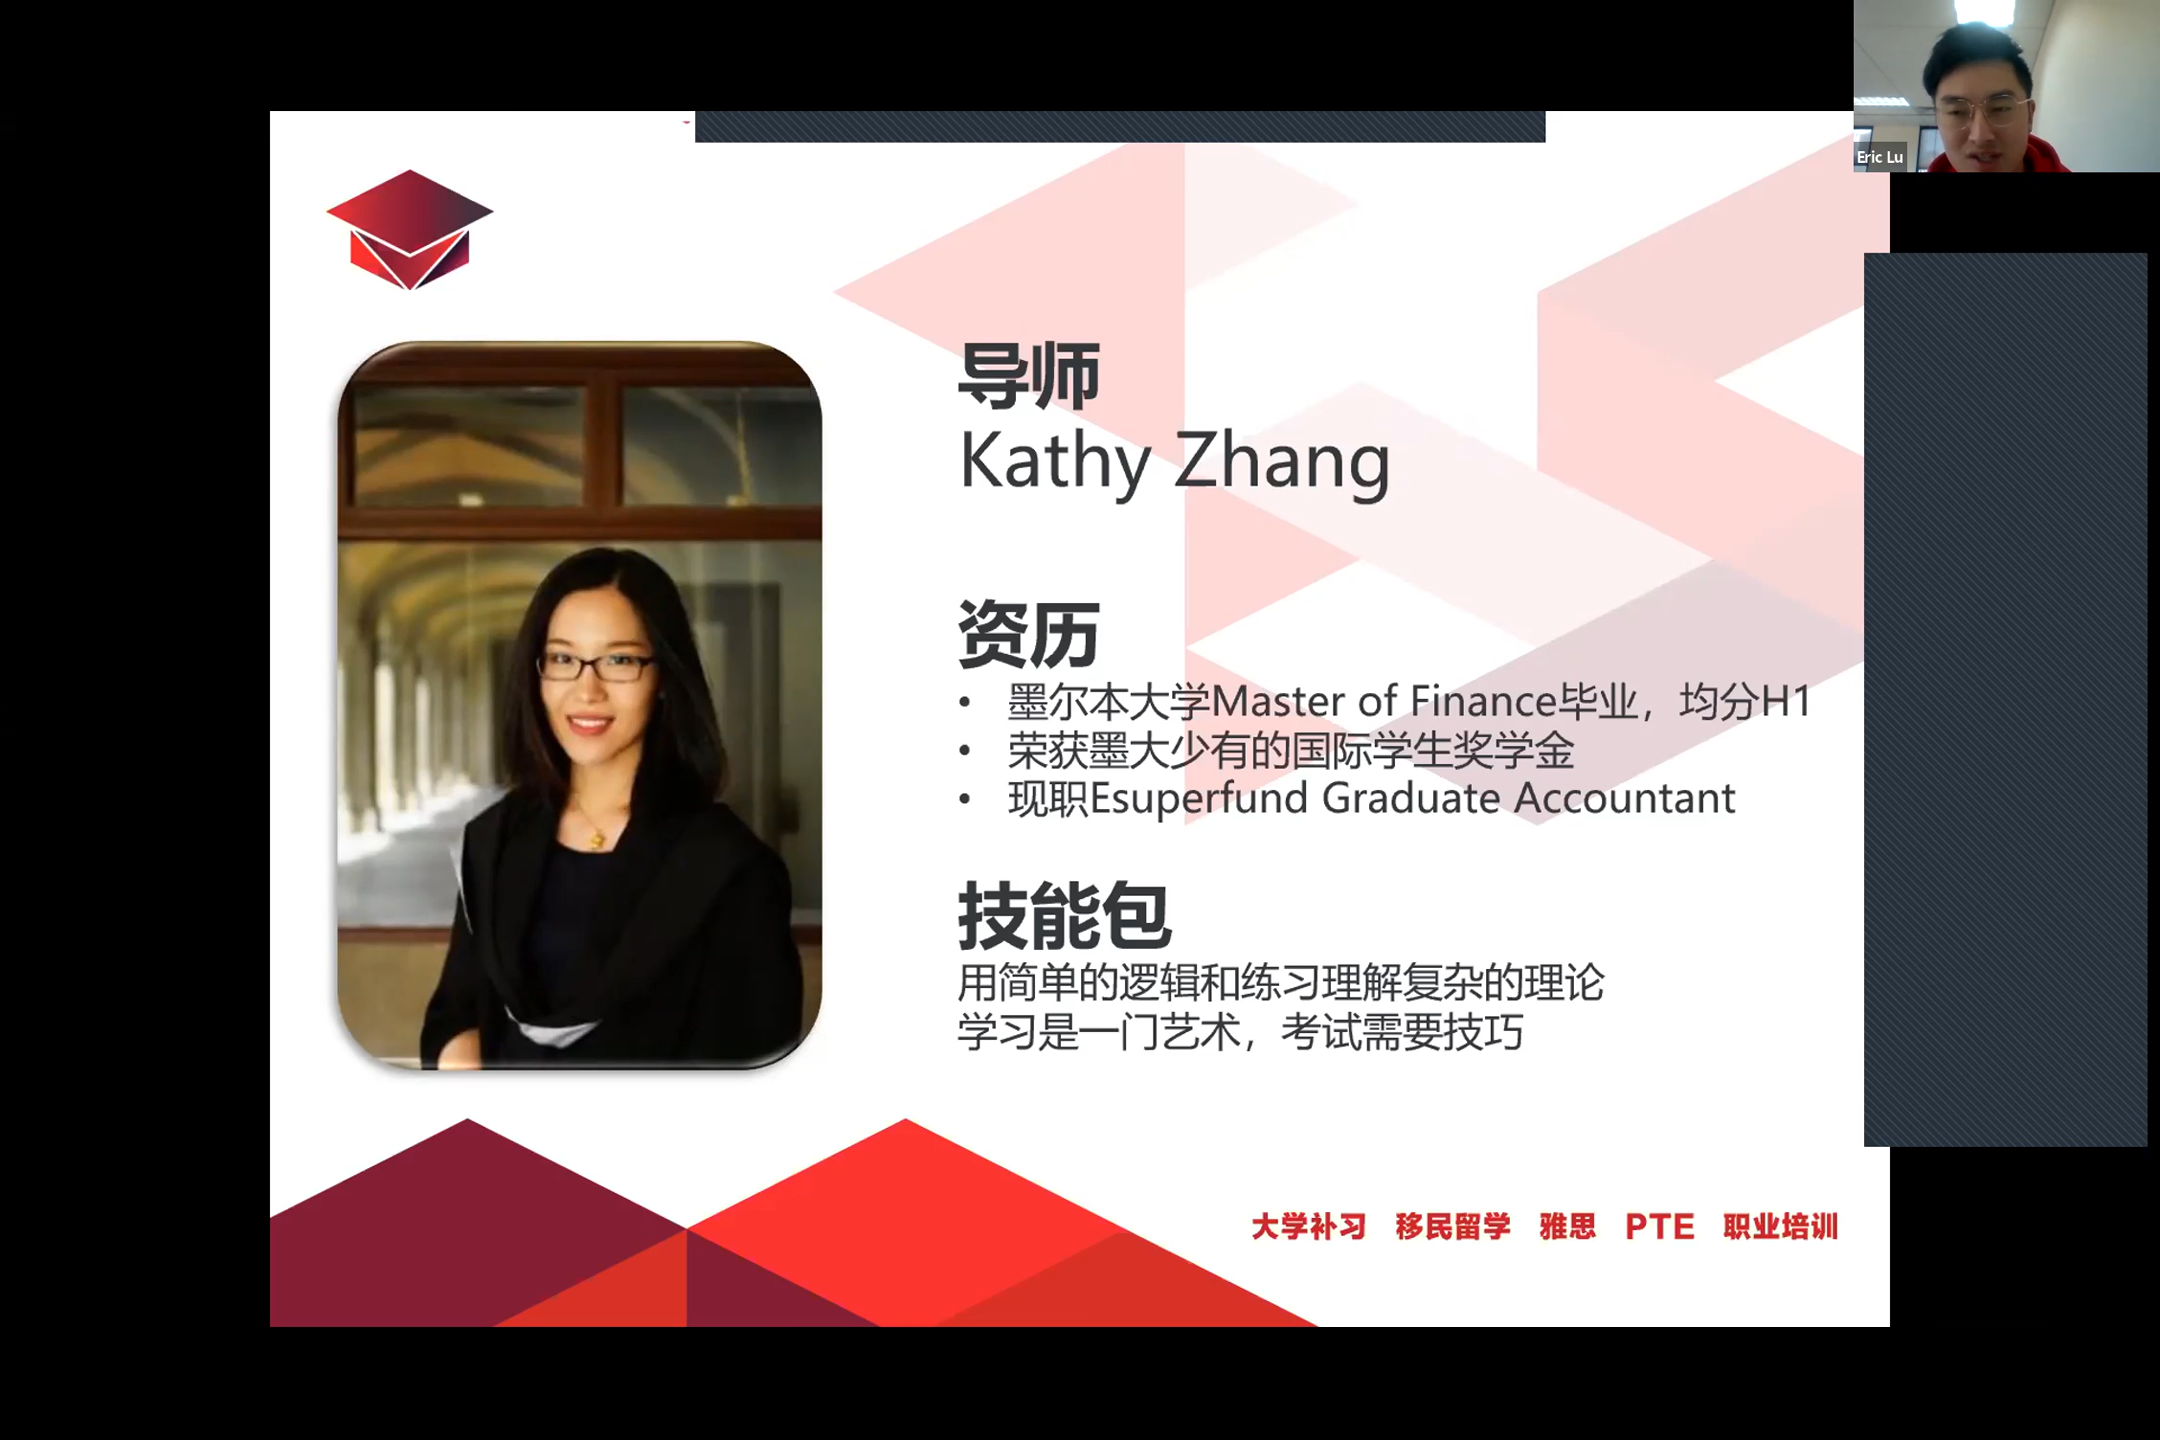 Eric Lu
导师
Kathy Zhang
资历
• 墨尔本大学Master of Finance毕业，均分H1
• 荣获墨大少有的国际学生奖学金
• 现职Esuperfund Graduate Accountant
技能包
用简单的逻辑和练习理解复杂的理论
学习是一门艺术，考试需要技巧
大学补习 移民留学 雅思 PTE 职业培训